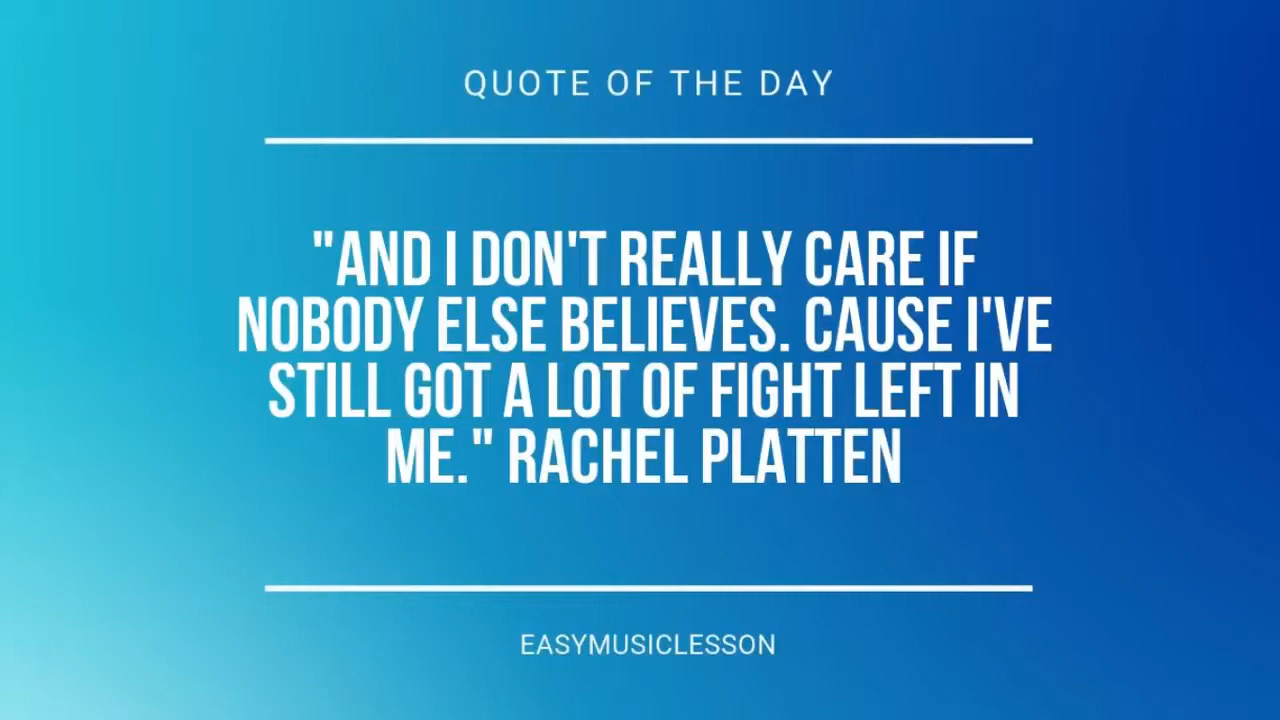 QUOTE OF THE DAY
"AND I DON'T REALLY CARE IF
NOBODY ELSE BELIEVES. CAUSE I'VE
STILL GOT A LOT OF FIGHT LEFT IN
ME." RACHEL PLATTEN
EASYMUSICLESSON